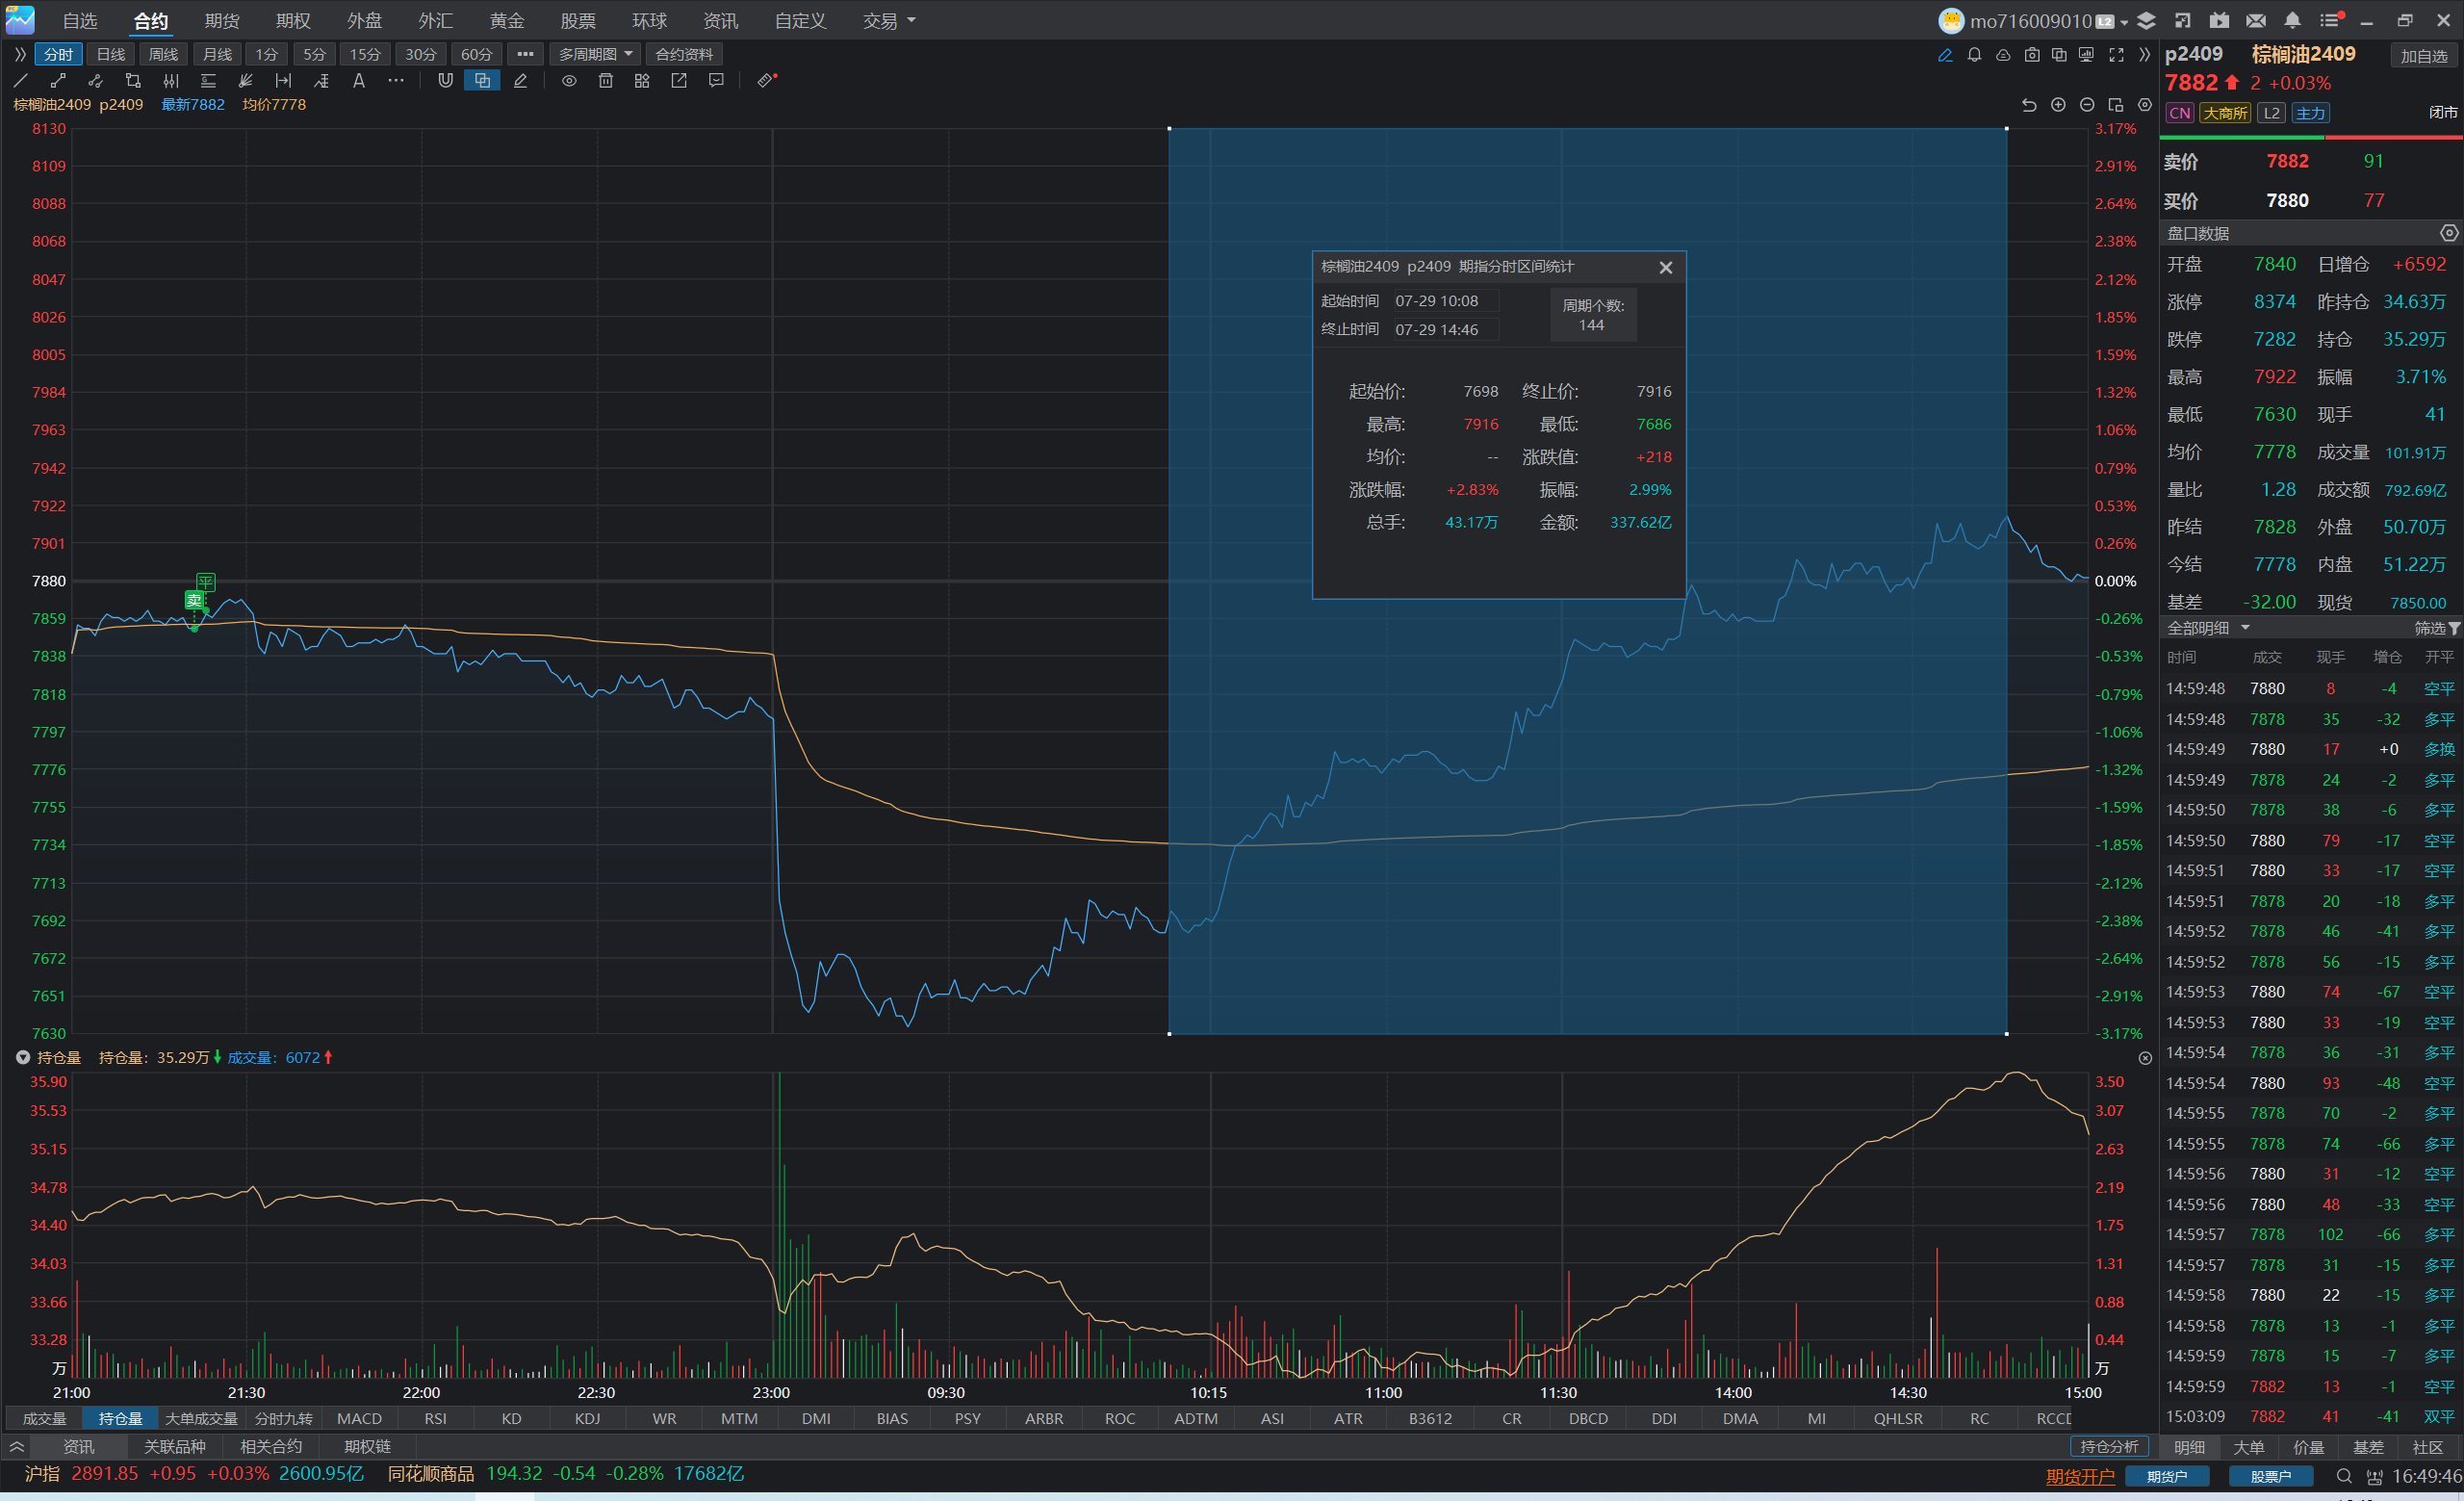 自选 合约 期货 期权 外盘 外汇 黄金 股票 环球 资讯 自定义 交易 mo716009010 L2
分时 日线 周线 月线 1分 5分 15分 30分 60分 ••• 多周期图 合约资料
棕榈油2409 p2409 最新7882 均价7778
8130 3.17%
8109 2.91%
8088 2.64%
8068 2.38%
8047 2.12%
8026 1.85%
8005 1.59%
7984 1.32%
7963 1.06%
7942 0.79%
7922 0.53%
7901 0.26%
7880 0.00%
7859 -0.26%
7838 -0.53%
7818 -0.79%
7797 -1.06%
7776 -1.32%
7755 -1.59%
7734 -1.85%
7713 -2.12%
7692 -2.38%
7672 -2.64%
7651 -2.91%
7630 -3.17%
平
卖
棕榈油2409 p2409 期指分时区间统计
起始时间 07-29 10:08 周期个数:
终止时间 07-29 14:46 144
起始价: 7698 终止价: 7916
最高: 7916 最低: 7686
均价: -- 涨跌值: +218
涨跌幅: +2.83% 振幅: 2.99%
总手: 43.17万 金额: 337.62亿
持仓量 持仓量: 35.29万 成交量: 6072
35.90 3.50
35.53 3.07
35.15 2.63
34.78 2.19
34.40 1.75
34.03 1.31
33.66 0.88
33.28 0.44
万 万
21:00 21:30 22:00 22:30 23:00 09:30 10:15 11:00 11:30 14:00 14:30 15:00
成交量 持仓量 大单成交量 分时九转 MACD RSI KD KDJ WR MTM DMI BIAS PSY ARBR ROC ADTM ASI ATR B3612 CR DBCD DDI DMA MI QHLSR RC RCCD
资讯 关联品种 相关合约 期权链 持仓分析
p2409 棕榈油2409 加自选
7882 2 +0.03%
CN 大商所 L2 主力 闭市
卖价 7882 91
买价 7880 77
盘口数据
开盘 7840 日增仓 +6592
涨停 8374 昨持仓 34.63万
跌停 7282 持仓 35.29万
最高 7922 振幅 3.71%
最低 7630 现手 41
均价 7778 成交量 101.91万
量比 1.28 成交额 792.69亿
昨结 7828 外盘 50.70万
今结 7778 内盘 51.22万
基差 -32.00 现货 7850.00
全部明细 筛选
时间 成交 现手 增仓 开平
14:59:48 7880 8 -4 空平
14:59:48 7878 35 -32 多平
14:59:49 7880 17 +0 多换
14:59:49 7878 24 -2 多平
14:59:50 7878 38 -6 多平
14:59:50 7880 79 -17 空平
14:59:51 7880 33 -17 空平
14:59:51 7878 20 -18 多平
14:59:52 7878 46 -41 多平
14:59:52 7878 56 -15 多平
14:59:53 7880 74 -67 空平
14:59:53 7880 33 -19 空平
14:59:54 7878 36 -31 多平
14:59:54 7880 93 -48 空平
14:59:55 7878 70 -2 多平
14:59:55 7878 74 -66 多平
14:59:56 7880 31 -12 空平
14:59:56 7880 48 -33 空平
14:59:57 7878 102 -66 多平
14:59:57 7878 31 -15 多平
14:59:58 7880 22 -15 多平
14:59:58 7878 13 -1 多平
14:59:59 7878 15 -7 多平
14:59:59 7882 13 -1 空平
15:03:09 7882 41 -41 双平
明细 大单 价量 基差 社区
沪指 2891.85 +0.95 +0.03% 2600.95亿 同花顺商品 194.32 -0.54 -0.28% 17682亿 期货开户 期货户 股票户 16:49:46